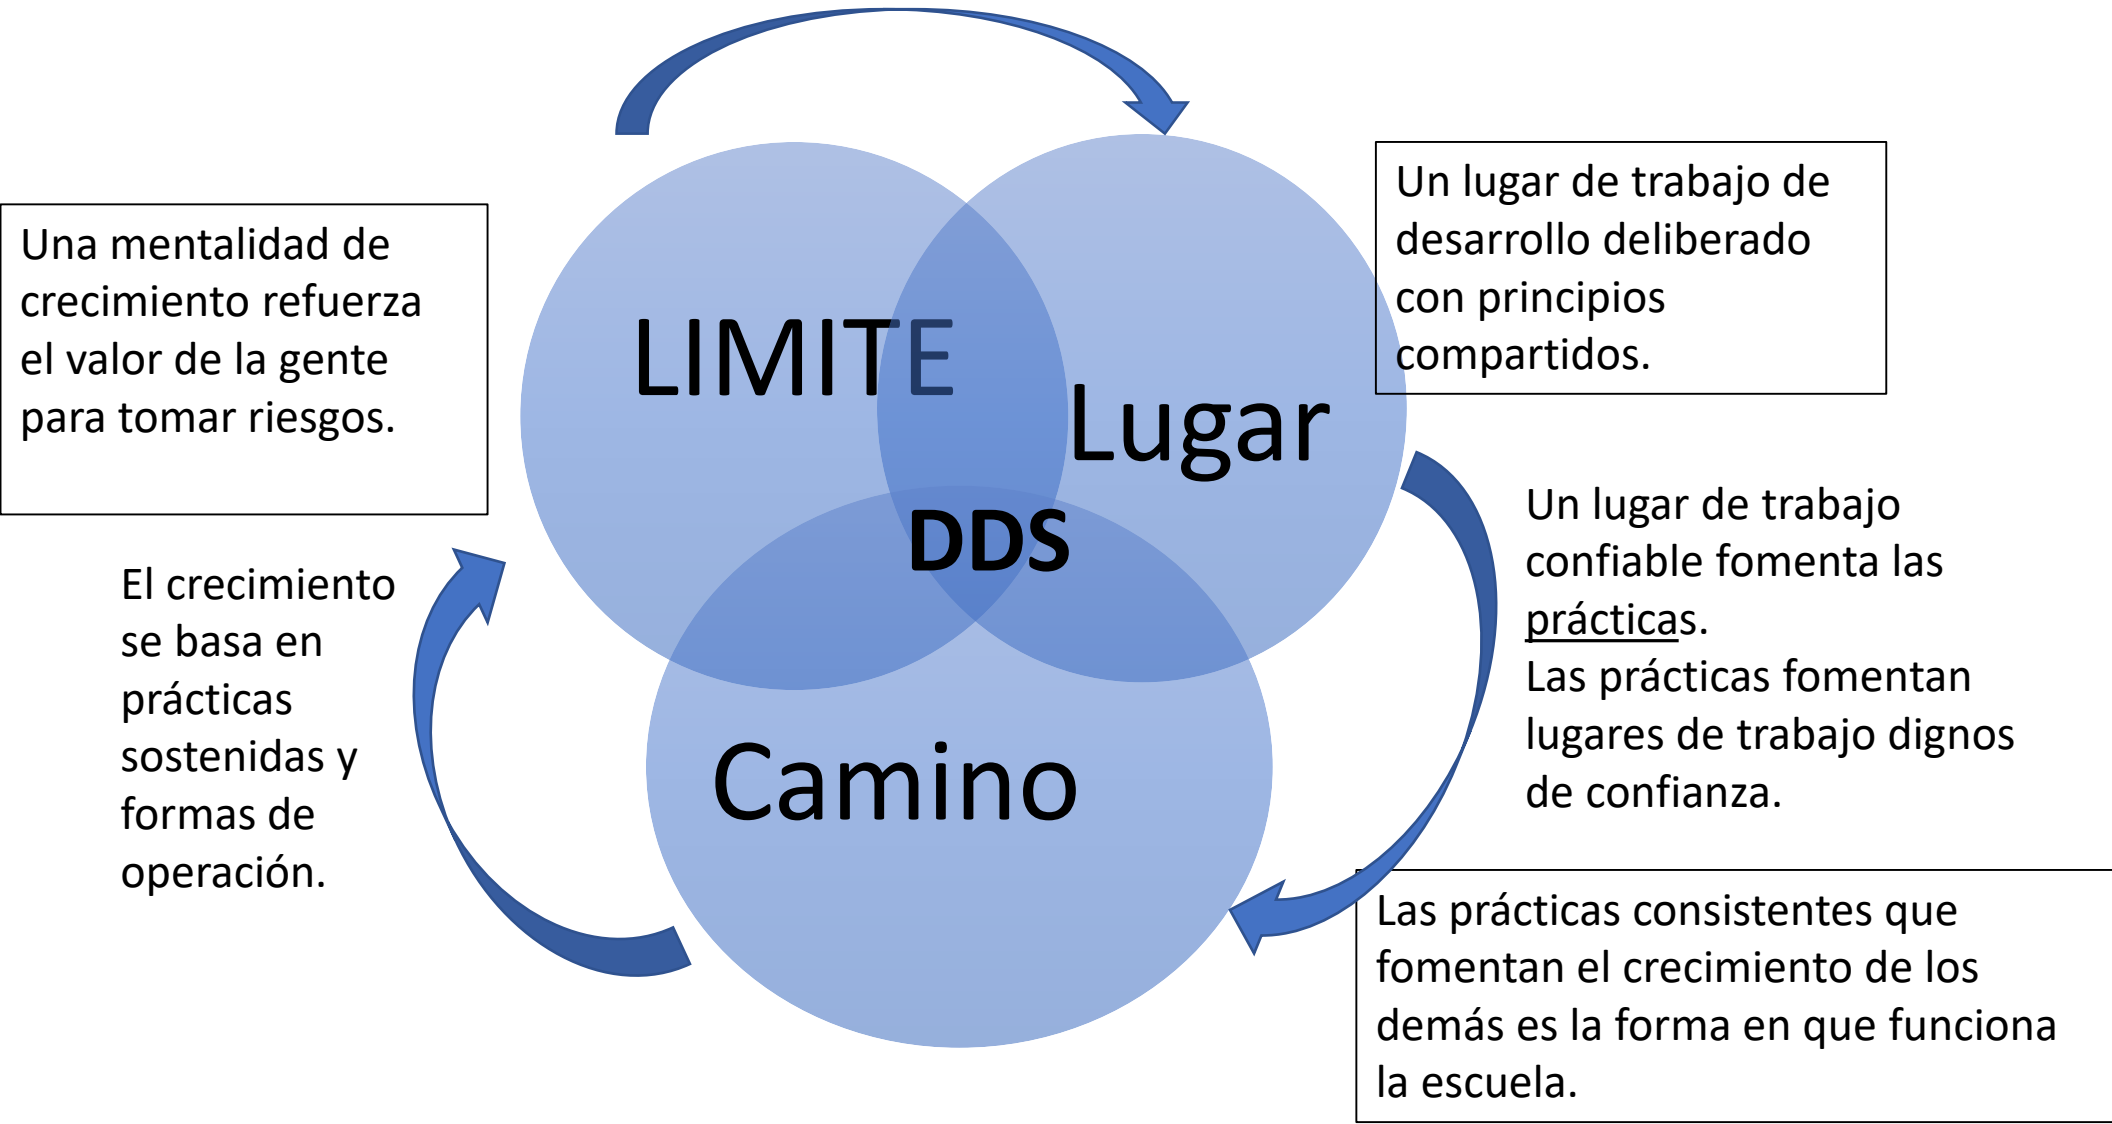 Una mentalidad de
crecimiento refuerza
el valor de la gente
para tomar riesgos.
LIMITE
Lugar
DDS
Camino
Un lugar de trabajo de
desarrollo deliberado
con principios
compartidos.
Un lugar de trabajo
confiable fomenta las
prácticas.
Las prácticas fomentan
lugares de trabajo dignos
de confianza.
El crecimiento
se basa en
prácticas
sostenidas y
formas de
operación.
Las prácticas consistentes que
fomentan el crecimiento de los
demás es la forma en que funciona
la escuela.